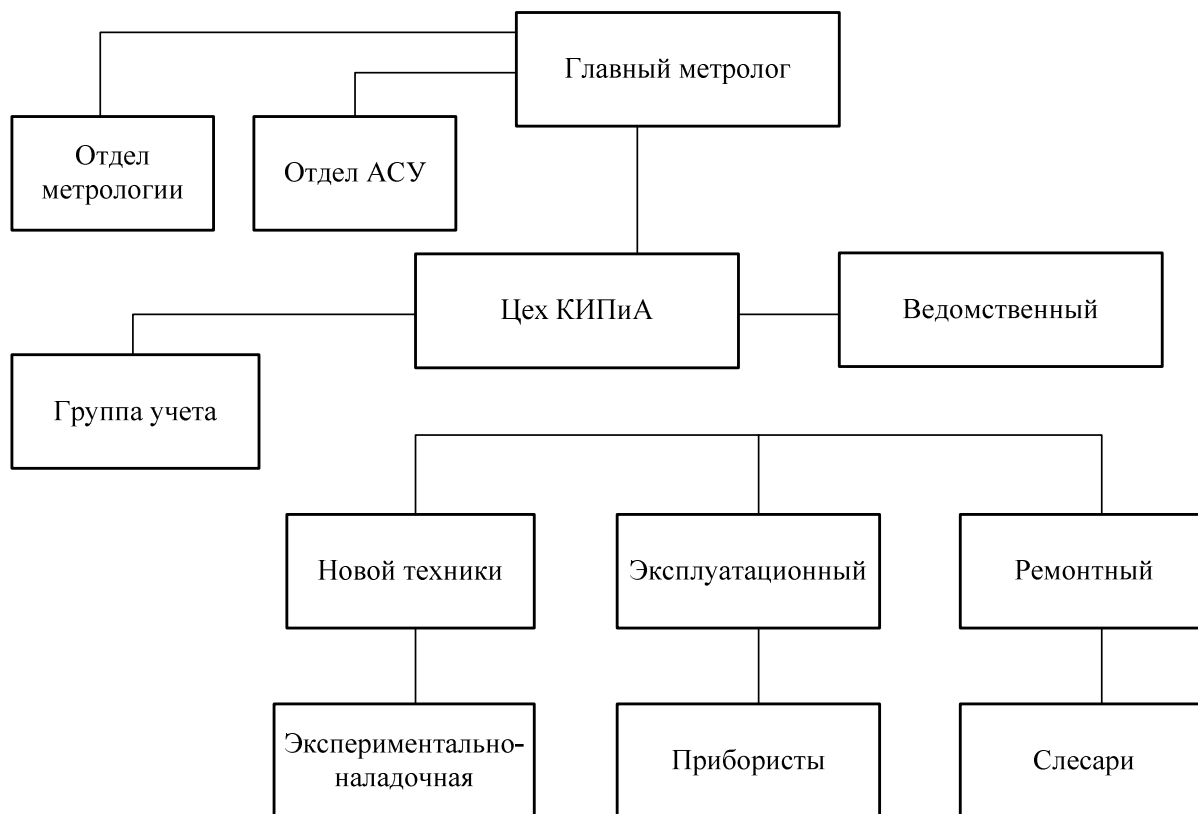 Главный метролог
Отдел
метрологии
Отдел АСУ
Цех КИПиА
Ведомственный
Группа учета
Новой техники
Эксплуатационный
Ремонтный
Экспериментально-
наладочная
Прибористы
Слесари